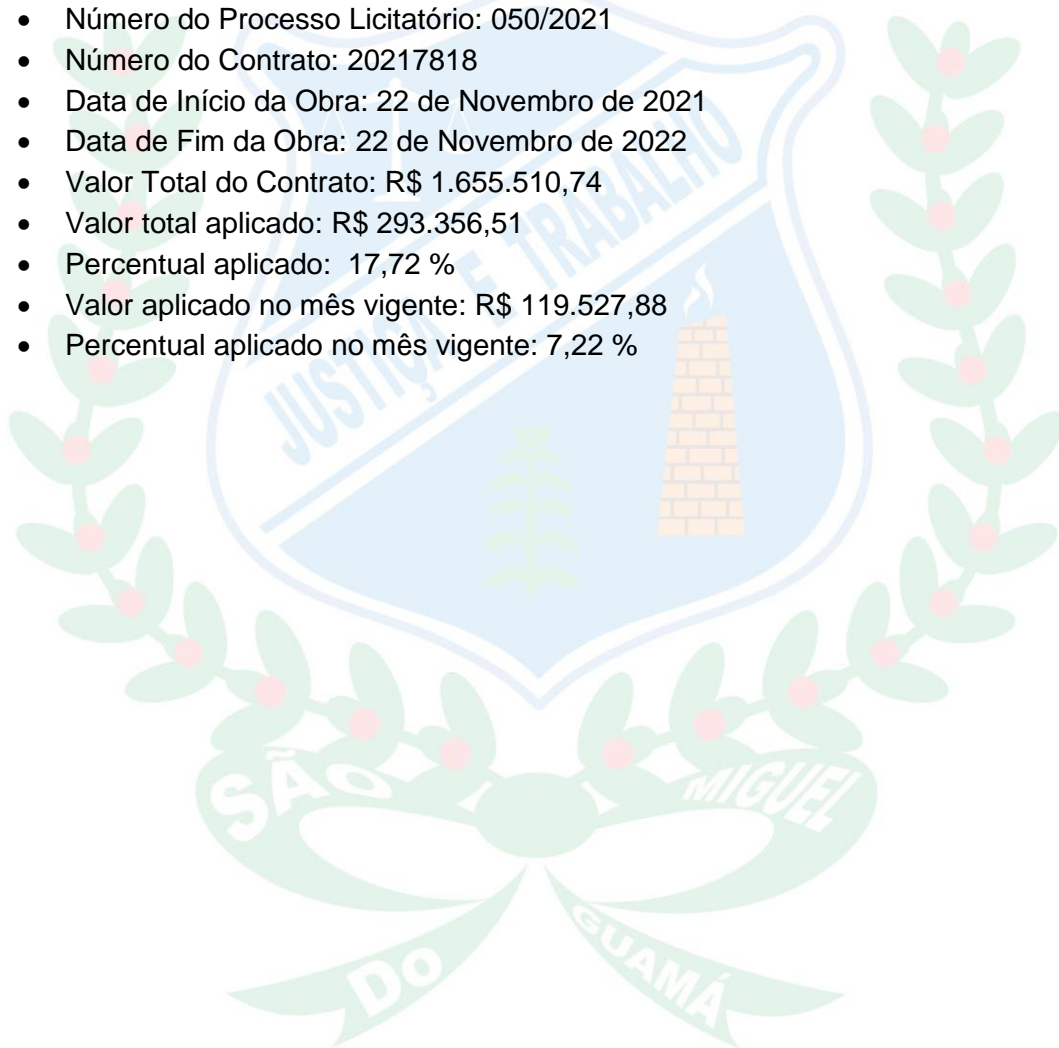 • Número do Processo Licitatório: 050/2021
• Número do Contrato: 20217818
• Data de Início da Obra: 22 de Novembro de 2021
• Data de Fim da Obra: 22 de Novembro de 2022
• Valor Total do Contrato: R$ 1.655.510,74
• Valor total aplicado: R$ 293.356,51
• Percentual aplicado:  17,72 %
• Valor aplicado no mês vigente: R$ 119.527,88
• Percentual aplicado no mês vigente: 7,22 %
JUSTIÇA E TRABALHO
SÃO MIGUEL
DO GUAMÁ